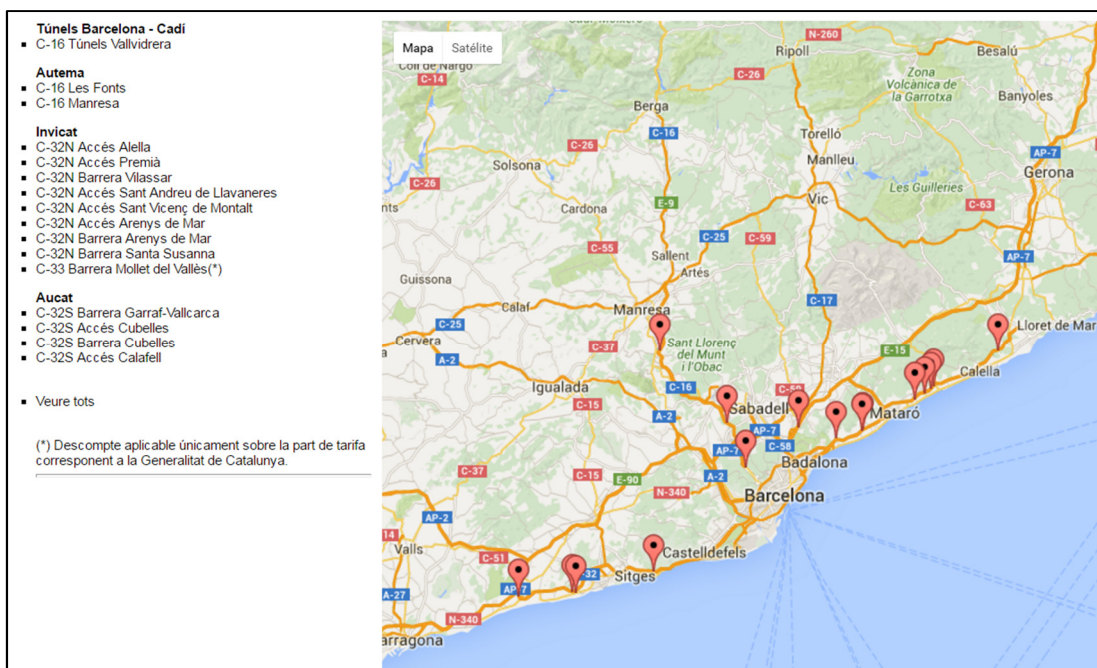 Túnels Barcelona - Cadí
C-16 Túnels Vallvidrera
Autema
C-16 Les Fonts
C-16 Manresa
Invicat
C-32N Accés Alella
C-32N Accés Premià
C-32N Barrera Vilassar
C-32N Accés Sant Andreu de Llavaneres
C-32N Accés Sant Vicenç de Montalt
C-32N Accés Arenys de Mar
C-32N Barrera Arenys de Mar
C-32N Barrera Santa Susanna
C-33 Barrera Mollet del Vallès(*)
Aucat
C-32S Barrera Garraf-Vallcarca
C-32S Accés Cubelles
C-32S Barrera Cubelles
C-32S Accés Calafell
Veure tots
(*) Descompte aplicable únicament sobre la part de tarifa
corresponent a la Generalitat de Catalunya.
Mapa Satélite
N-260
Ripoll
Besalú
Coll de Nargó
C-14
C-26
Zona
Volcànica de
la Garrotxa
Banyoles
Berga
C-16
Torelló
Manlleu
AP-7
Gerona
C-26
Solsona
C-26
Les Guilleries
Vic
Cardona
E-9
C-63
C-25
C-59
C-55
Sallent
Artés
AP-7
Guissona
C-17
Calaf
Manresa
C-25
Cervera
Lloret de Mar
A-2
C-37
Sant Llorenç
del Munt
i l'Obac
E-15
Calella
Igualada
C-16
C-59
C-15
Sabadell
Mataró
A-2
AP-7
AP-7
C-58
Badalona
C-37
C-15
E-90
A-2
N-340
Barcelona
AP-2
14
Valls
C-51
Castelldefels
AP-7
C-32
Sitges
A-27
N-340
arragona